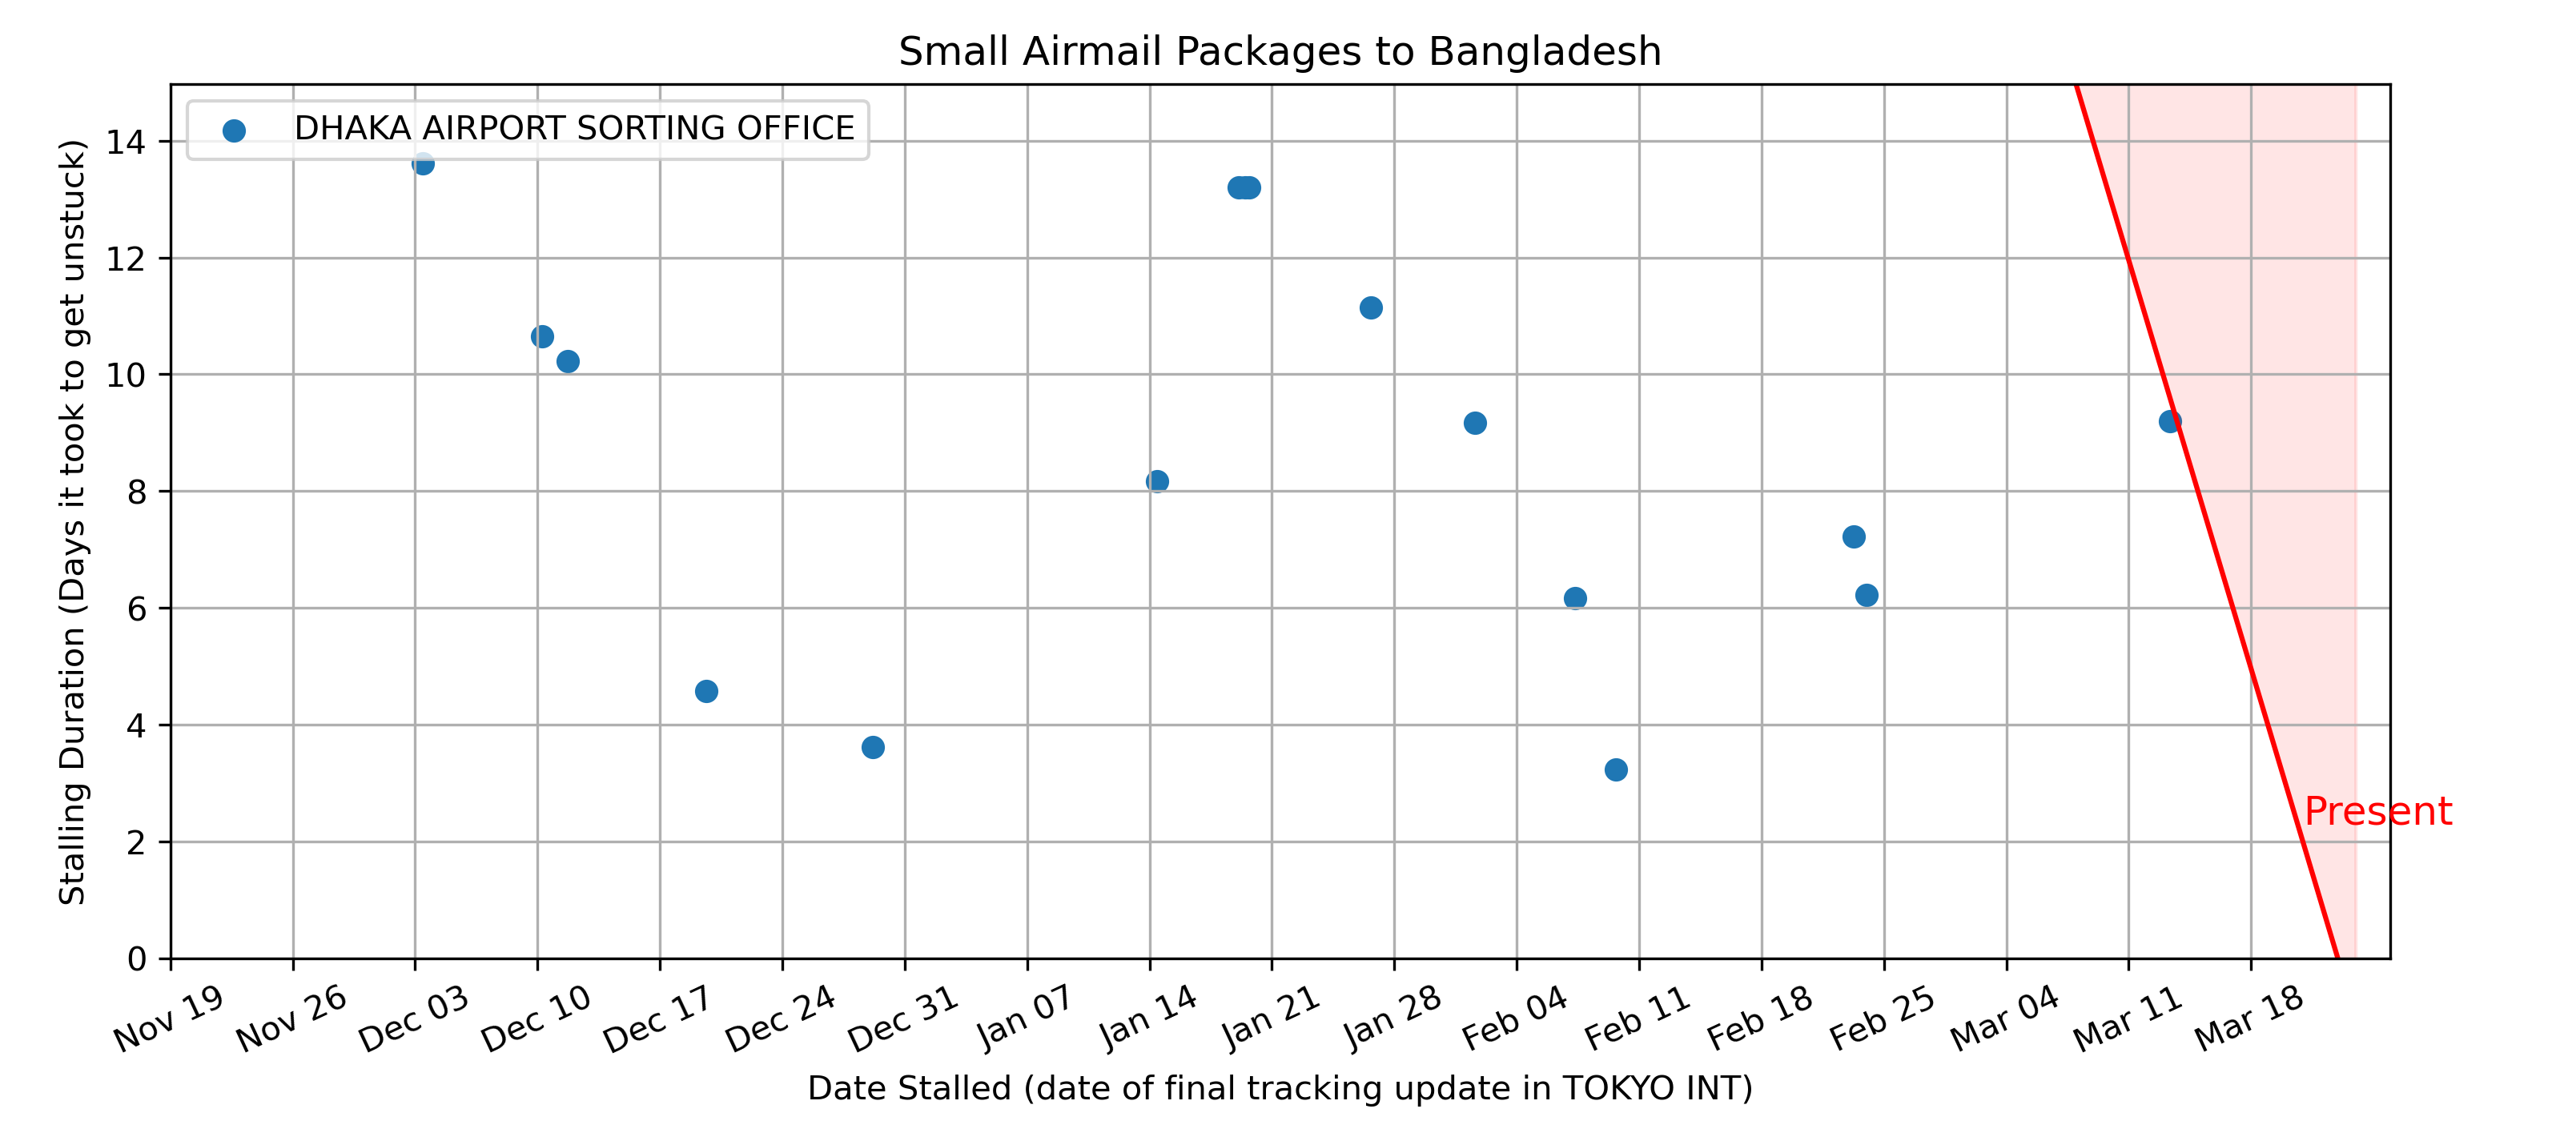 Small Airmail Packages to Bangladesh
DHAKA AIRPORT SORTING OFFICE
Stalling Duration (Days it took to get unstuck)
14
12
10
8
6
4
2
0
Present
Nov 19
Nov 26
Dec 03
Dec 10
Dec 17
Dec 24
Dec 31
Jan 07
Jan 14
Jan 21
Jan 28
Feb 04
Feb 11
Feb 18
Feb 25
Mar 04
Mar 11
Mar 18
Date Stalled (date of final tracking update in TOKYO INT)